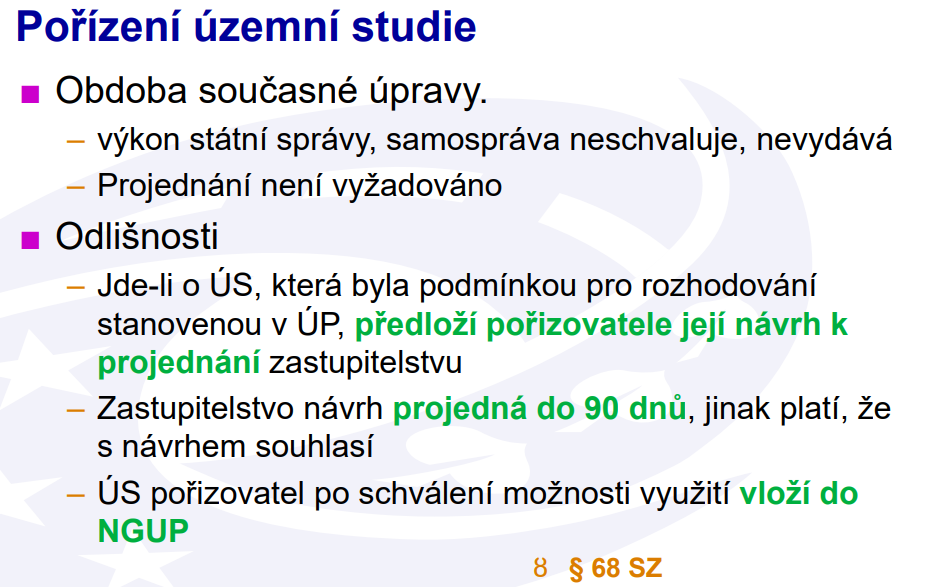 Pořízení územní studie
■ Obdoba současné úpravy.
– výkon státní správy, samospráva neschvaluje, nevydává
– Projednání není vyžadováno
■ Odlišnosti
– Jde-li o ÚS, která byla podmínkou pro rozhodování
stanovenou v ÚP, předloží pořizovatele její návrh k
projednání zastupitelstvu
– Zastupitelstvo návrh projedná do 90 dnů, jinak platí, že
s návrhem souhlasí
– ÚS pořizovatel po schválení možnosti využití vloží do
NGUP
8 § 68 SZ